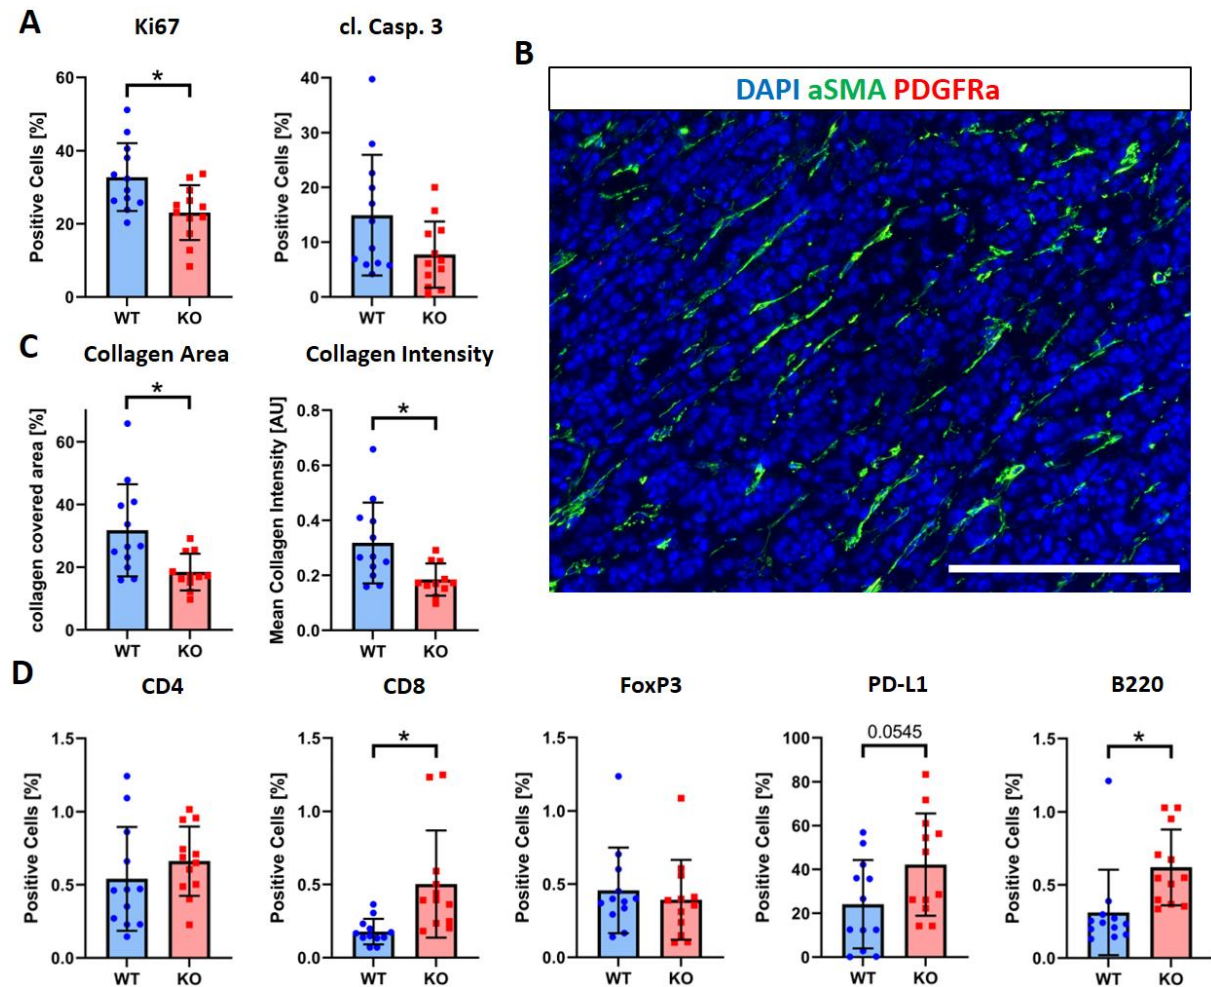 A
Ki67
cl. Casp. 3
Positive Cells [%]
60
40
20
0
*
WT
KO
Positive Cells [%]
40
30
20
10
0
WT
KO
B
DAPI aSMA PDGFRa
C
Collagen Area
Collagen Intensity
collagen covered area [%]
60
40
20
0
*
WT
KO
Mean Collagen Intensity [AU]
0.8
0.6
0.4
0.2
0.0
*
WT
KO
D
CD4
Positive Cells [%]
1.5
1.0
0.5
0.0
WT
KO
CD8
Positive Cells [%]
1.5
1.0
0.5
0.0
*
WT
KO
FoxP3
Positive Cells [%]
1.5
1.0
0.5
0.0
WT
KO
PD-L1
Positive Cells [%]
100
80
60
40
20
0
0.0545
WT
KO
B220
Positive Cells [%]
1.5
1.0
0.5
0.0
*
WT
KO